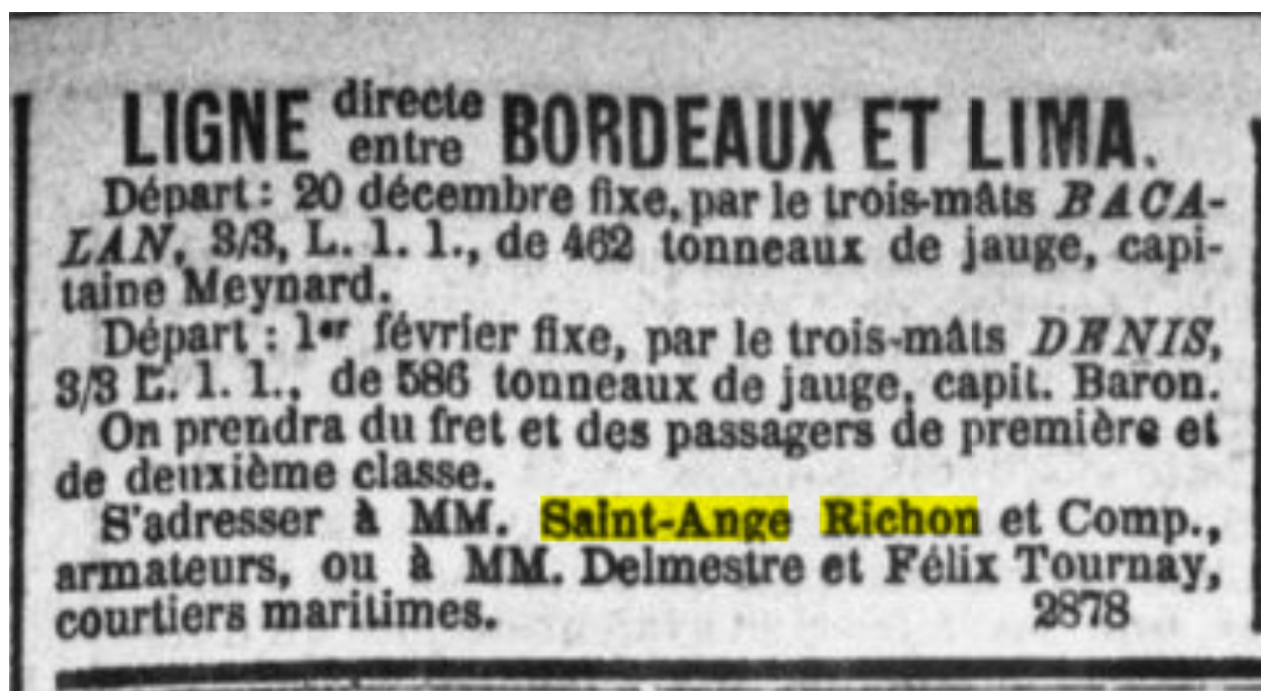 LIGNE directe entre BORDEAUX ET LIMA.
Départ : 20 décembre fixe, par le trois-mâts BACA-
LAN, 3/3, L. 1. 1., de 462 tonneaux de jauge, capi-
taine Meynard.
Départ : 1er février fixe, par le trois-mâts DENIS,
3/3 L. 1. 1., de 586 tonneaux de jauge, capit. Baron.
On prendra du fret et des passagers de première et
de deuxième classe.
S'adresser à MM. Saint-Ange Richon et Comp.,
armateurs, ou à MM. Delmestre et Félix Tournay,
courtiers maritimes. 2878